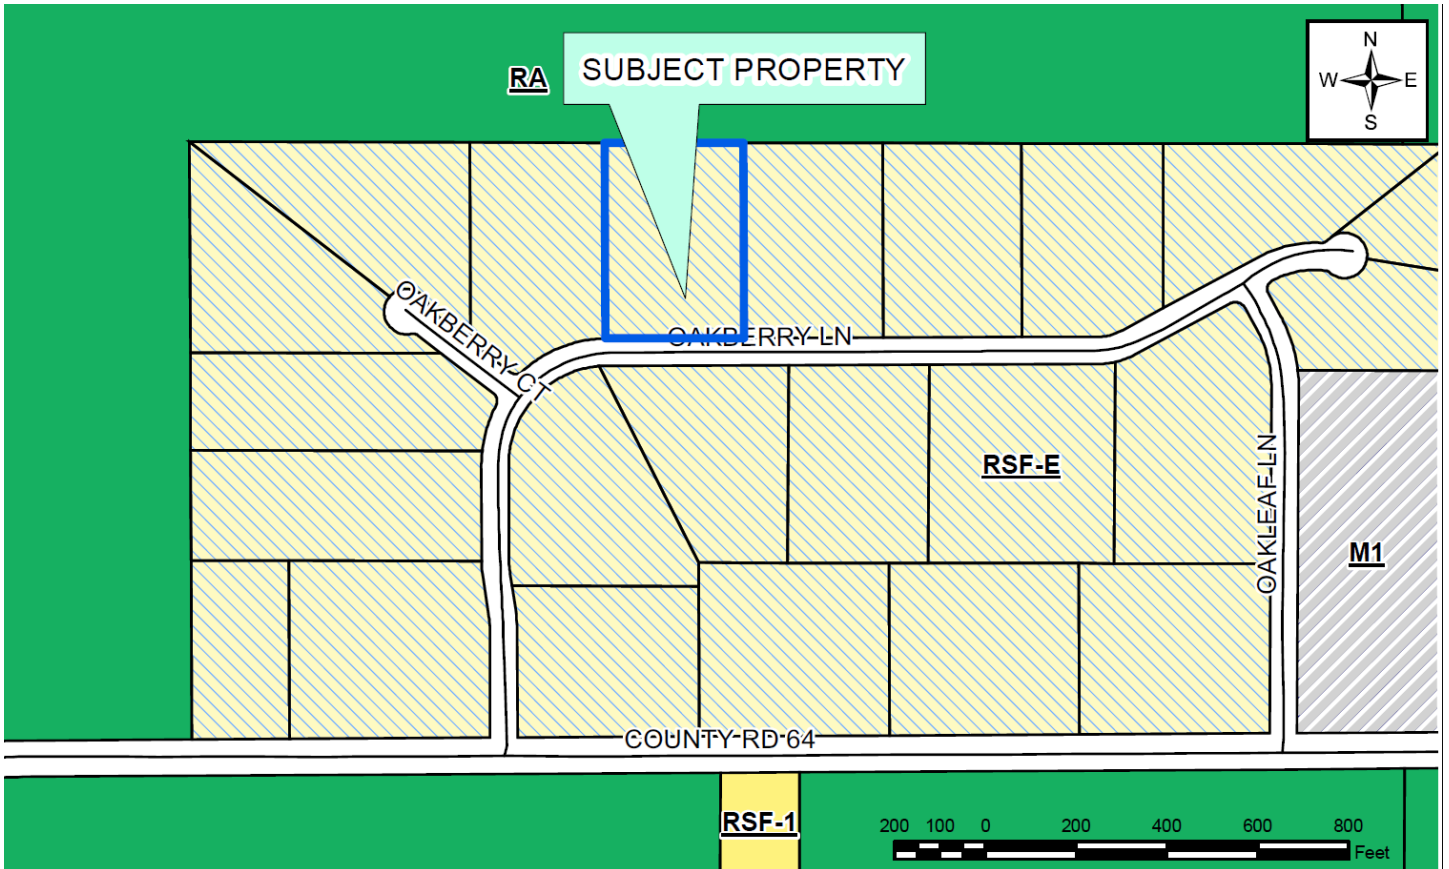 N
W E
S
RA
SUBJECT PROPERTY
OAKBERRY CT
OAKBERRY LN
RSF-E
OAKLEAF LN
M1
COUNTY RD 64
RSF-1
200 100 0 200 400 600 800
Feet